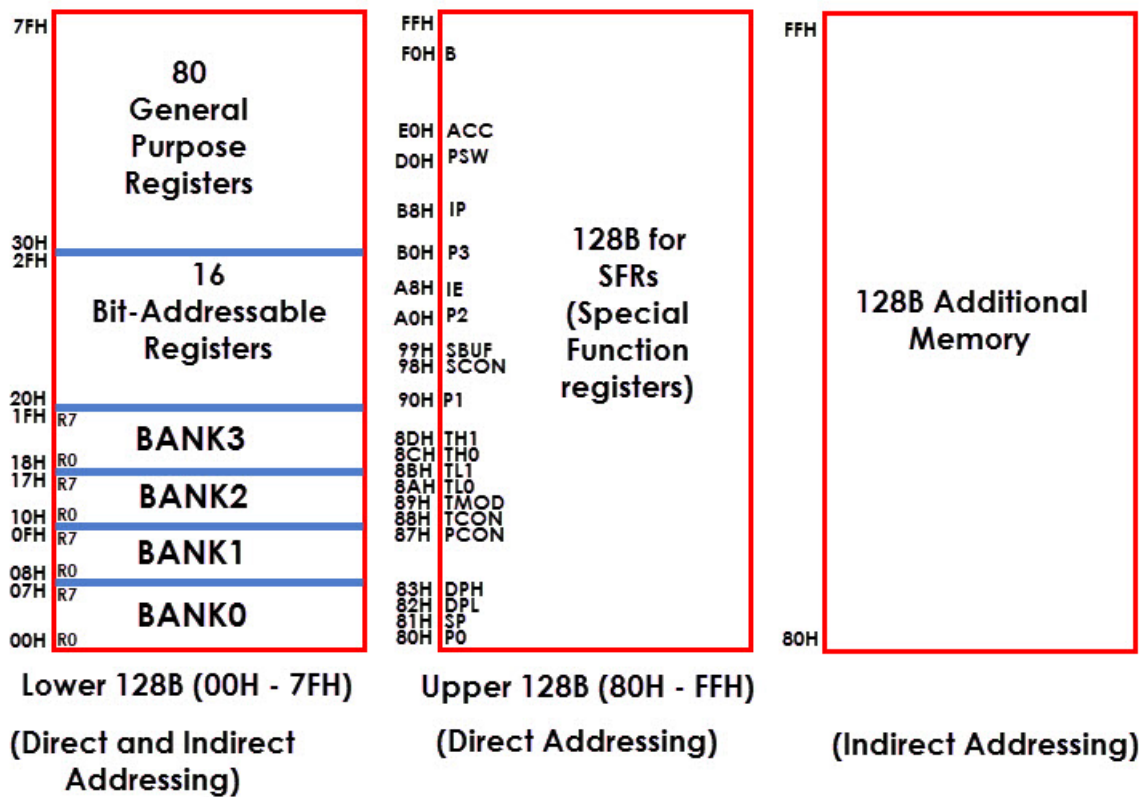 7FH
80
General
Purpose
Registers
30H
2FH
16
Bit-Addressable
Registers
20H
1FH R7
BANK3
18H R0
17H R7
BANK2
10H R0
0FH R7
BANK1
08H R0
07H R7
BANK0
00H R0
Lower 128B (00H - 7FH)
(Direct and Indirect
Addressing)
FFH
F0H B
E0H ACC
D0H PSW
B8H IP
B0H P3
A8H IE
A0H P2
99H SBUF
98H SCON
90H P1
8DH TH1
8CH TH0
8BH TL1
8AH TL0
89H TMOD
88H TCON
87H PCON
83H DPH
82H DPL
81H SP
80H P0
128B for
SFRs
(Special
Function
registers)
Upper 128B (80H - FFH)
(Direct Addressing)
FFH
128B Additional
Memory
80H
(Indirect Addressing)